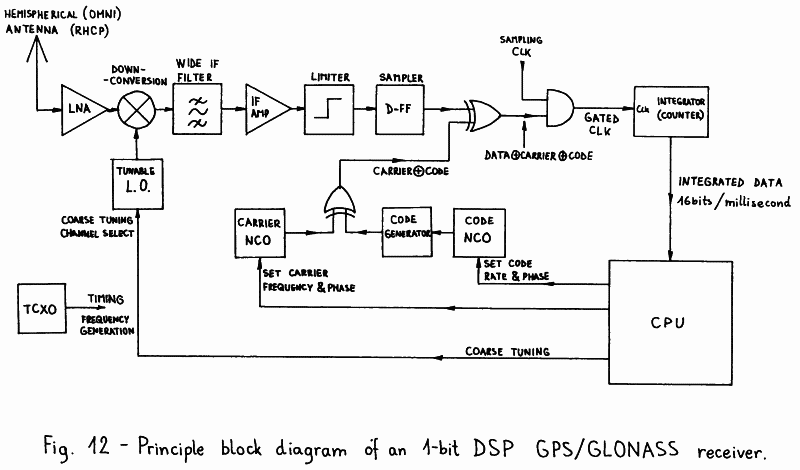 HEMISPHERICAL (OMNI)
ANTENNA (RHCP)
LNA
DOWN-
-CONVERSION
WIDE IF
FILTER
IF
AMP
LIMITER
SAMPLER
D-FF
SAMPLING
CLK
GATED
CLK
CLK INTEGRATOR
(COUNTER)
DATA⊕CARRIER⊕CODE
CARRIER⊕CODE
TUNABLE
L.O.
COARSE TUNING
CHANNEL SELECT
CARRIER
NCO
CODE
GENERATOR
CODE
NCO
INTEGRATED DATA
16bits/millisecond
SET CARRIER
FREQUENCY & PHASE
SET CODE
RATE & PHASE
TCXO
TIMING
FREQUENCY
GENERATION
CPU
COARSE TUNING
Fig. 12 - Principle block diagram of an 1-bit DSP GPS/GLONASS receiver.